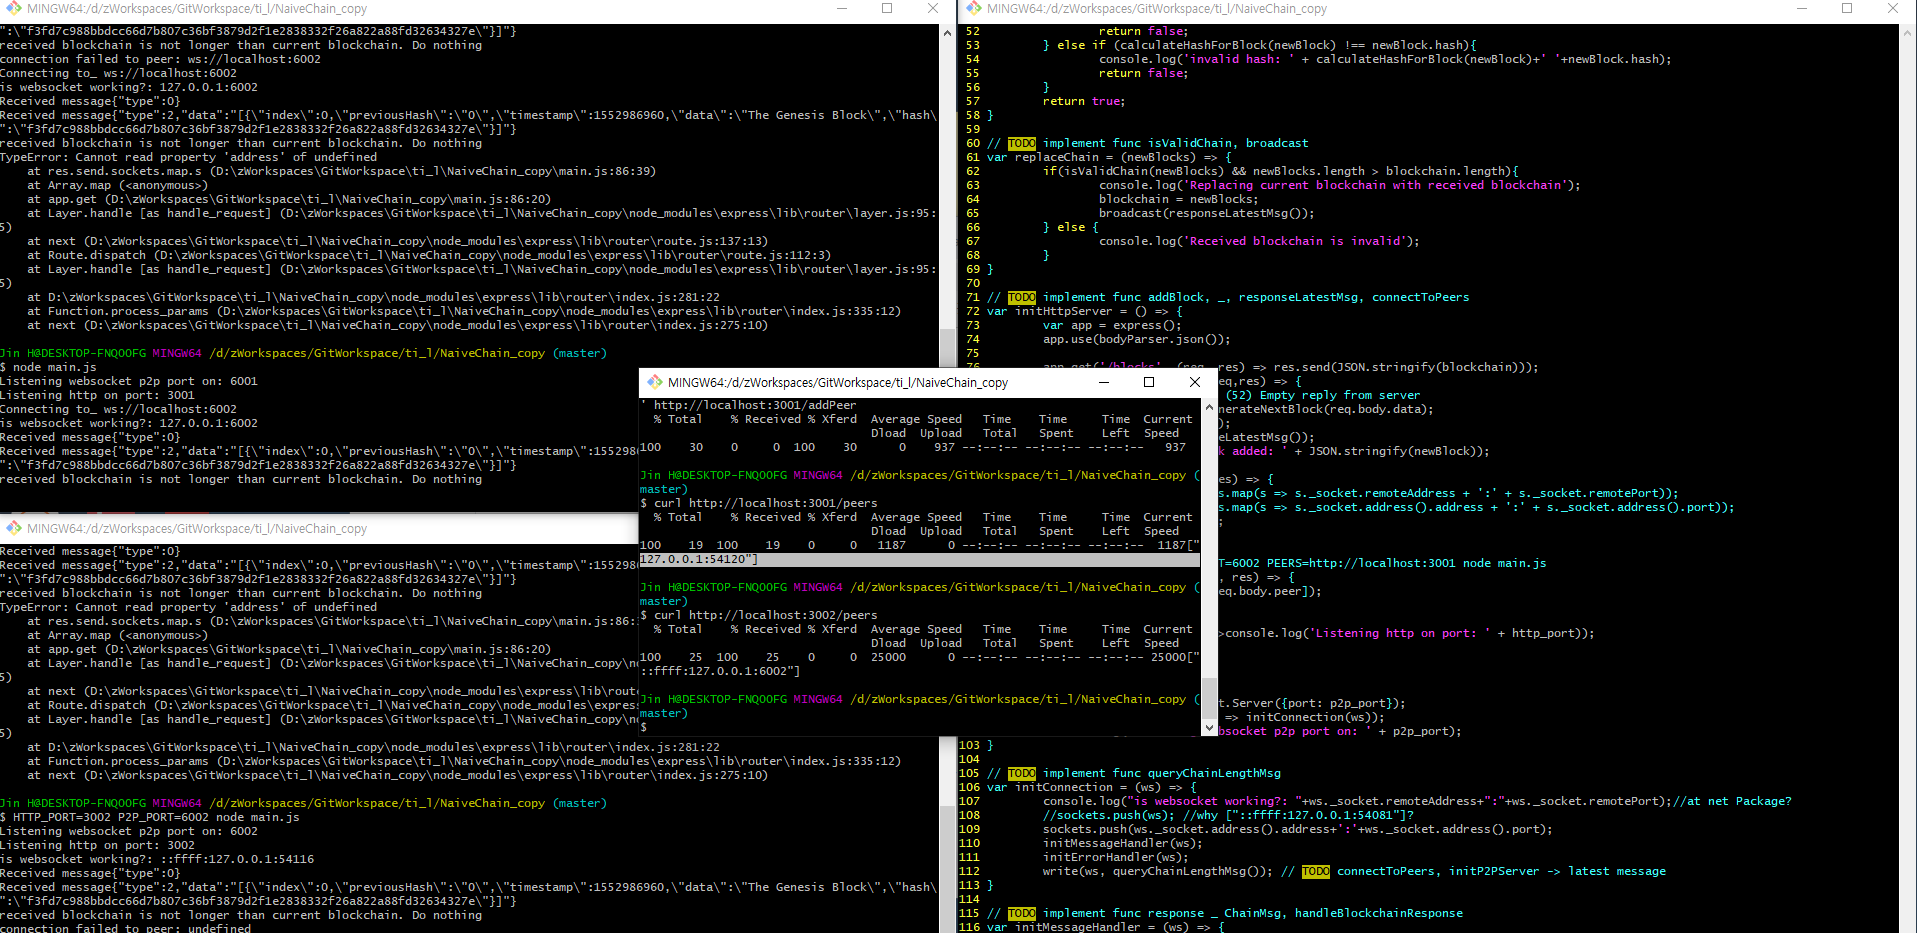 MINGW64:/d/zWorkspaces/GitWorkspace/ti_l/NaiveChain_copy
":\"f3fd7c988bbdcc66d7b807c36bf3879d2f1e2838332f26a822a88fd32634327e\"}]"}
received blockchain is not longer than current blockchain. Do nothing
connection failed to peer: ws://localhost:6002
Connecting to_ ws://localhost:6002
is websocket working?: 127.0.0.1:6002
Received message{"type":0}
Received message{"type":2,"data":"[{\"index\":0,\"previousHash\":\"0\",\"timestamp\":1552986960,\"data\":\"The Genesis Block\",\"hash\
":\"f3fd7c988bbdcc66d7b807c36bf3879d2f1e2838332f26a822a88fd32634327e\"}]"}
received blockchain is not longer than current blockchain. Do nothing
TypeError: Cannot read property 'address' of undefined
    at res.send.sockets.map.s (D:\zWorkspaces\GitWorkspace\ti_l\NaiveChain_copy\main.js:86:39)
    at Array.map (<anonymous>)
    at app.get (D:\zWorkspaces\GitWorkspace\ti_l\NaiveChain_copy\main.js:86:20)
    at Layer.handle [as handle_request] (D:\zWorkspaces\GitWorkspace\ti_l\NaiveChain_copy\node_modules\express\lib\router\layer.js:95:
5)
    at next (D:\zWorkspaces\GitWorkspace\ti_l\NaiveChain_copy\node_modules\express\lib\router\route.js:137:13)
    at Route.dispatch (D:\zWorkspaces\GitWorkspace\ti_l\NaiveChain_copy\node_modules\express\lib\router\route.js:112:3)
    at Layer.handle [as handle_request] (D:\zWorkspaces\GitWorkspace\ti_l\NaiveChain_copy\node_modules\express\lib\router\layer.js:95:
5)
    at D:\zWorkspaces\GitWorkspace\ti_l\NaiveChain_copy\node_modules\express\lib\router\index.js:281:22
    at Function.process_params (D:\zWorkspaces\GitWorkspace\ti_l\NaiveChain_copy\node_modules\express\lib\router\index.js:335:12)
    at next (D:\zWorkspaces\GitWorkspace\ti_l\NaiveChain_copy\node_modules\express\lib\router\index.js:275:10)
Jin H@DESKTOP-FNQOOFG MINGW64 /d/zWorkspaces/GitWorkspace/ti_l/NaiveChain_copy (master)
$ node main.js
Listening websocket p2p port on: 6001
Listening http on port: 3001
Connecting to_ ws://localhost:6002
is websocket working?: 127.0.0.1:6002
Received message{"type":0}
Received message{"type":2,"data":"[{\"index\":0,\"previousHash\":\"0\",\"timestamp\":15529869
":\"f3fd7c988bbdcc66d7b807c36bf3879d2f1e2838332f26a822a88fd32634327e\"}]"}
received blockchain is not longer than current blockchain. Do nothing
MINGW64:/d/zWorkspaces/GitWorkspace/ti_l/NaiveChain_copy
Received message{"type":0}
Received message{"type":2,"data":"[{\"index\":0,\"previousHash\":\"0\",\"timestamp\":15529869
":\"f3fd7c988bbdcc66d7b807c36bf3879d2f1e2838332f26a822a88fd32634327e\"}]"}
received blockchain is not longer than current blockchain. Do nothing
TypeError: Cannot read property 'address' of undefined
    at res.send.sockets.map.s (D:\zWorkspaces\GitWorkspace\ti_l\NaiveChain_copy\main.js:86:
    at Array.map (<anonymous>)
    at app.get (D:\zWorkspaces\GitWorkspace\ti_l\NaiveChain_copy\main.js:86:20)
    at Layer.handle [as handle_request] (D:\zWorkspaces\GitWorkspace\ti_l\NaiveChain_copy\no
5)
    at next (D:\zWorkspaces\GitWorkspace\ti_l\NaiveChain_copy\node_modules\express\lib\route
    at Route.dispatch (D:\zWorkspaces\GitWorkspace\ti_l\NaiveChain_copy\node_modules\express
    at Layer.handle [as handle_request] (D:\zWorkspaces\GitWorkspace\ti_l\NaiveChain_copy\no
5)
    at D:\zWorkspaces\GitWorkspace\ti_l\NaiveChain_copy\node_modules\express\lib\router\index.js:281:22
    at Function.process_params (D:\zWorkspaces\GitWorkspace\ti_l\NaiveChain_copy\node_modules\express\lib\router\index.js:335:12)
    at next (D:\zWorkspaces\GitWorkspace\ti_l\NaiveChain_copy\node_modules\express\lib\router\index.js:275:10)
Jin H@DESKTOP-FNQOOFG MINGW64 /d/zWorkspaces/GitWorkspace/ti_l/NaiveChain_copy (master)
$ HTTP_PORT=3002 P2P_PORT=6002 node main.js
Listening websocket p2p port on: 6002
Listening http on port: 3002
is websocket working?: ::ffff:127.0.0.1:54116
Received message{"type":0}
Received message{"type":2,"data":"[{\"index\":0,\"previousHash\":\"0\",\"timestamp\":1552986960,\"data\":\"The Genesis Block\",\"hash\
":\"f3fd7c988bbdcc66d7b807c36bf3879d2f1e2838332f26a822a88fd32634327e\"}]"}
received blockchain is not longer than current blockchain. Do nothing
connection failed to peer: undefined
MINGW64:/d/zWorkspaces/GitWorkspace/ti_l/NaiveChain_copy
' http://localhost:3001/addPeer
  % Total    % Received % Xferd  Average Speed   Time    Time     Time  Current
                                 Dload  Upload   Total   Spent    Left  Speed
100    30    0     0  100    30      0    937 --:--:-- --:--:-- --:--:--   937
Jin H@DESKTOP-FNQOOFG MINGW64 /d/zWorkspaces/GitWorkspace/ti_l/NaiveChain_copy (
master)
$ curl http://localhost:3001/peers
  % Total    % Received % Xferd  Average Speed   Time    Time     Time  Current
                                 Dload  Upload   Total   Spent    Left  Speed
100    19  100    19    0     0   1187      0 --:--:-- --:--:-- --:--:--  1187["
127.0.0.1:54120"]
Jin H@DESKTOP-FNQOOFG MINGW64 /d/zWorkspaces/GitWorkspace/ti_l/NaiveChain_copy (
master)
$ curl http://localhost:3002/peers
  % Total    % Received % Xferd  Average Speed   Time    Time     Time  Current
                                 Dload  Upload   Total   Spent    Left  Speed
100    25  100    25    0     0  25000      0 --:--:-- --:--:-- --:--:-- 25000["
::ffff:127.0.0.1:6002"]
Jin H@DESKTOP-FNQOOFG MINGW64 /d/zWorkspaces/GitWorkspace/ti_l/NaiveChain_copy (
master)
$
MINGW64:/d/zWorkspaces/GitWorkspace/ti_l/NaiveChain_copy
52 return false;
53 } else if (calculateHashForBlock(newBlock) !== newBlock.hash){
54 console.log('invalid hash: ' + calculateHashForBlock(newBlock)+' '+newBlock.hash);
55 return false;
56 }
57 return true;
58 }
59
60 // TODO implement func isValidChain, broadcast
61 var replaceChain = (newBlocks) => {
62 if(isValidChain(newBlocks) && newBlocks.length > blockchain.length){
63 console.log('Replacing current blockchain with received blockchain');
64 blockchain = newBlocks;
65 broadcast(responseLatestMsg());
66 } else {
67 console.log('Received blockchain is invalid');
68 }
69 }
70
71 // TODO implement func addBlock, _, responseLatestMsg, connectToPeers
72 var initHttpServer = () => {
73 var app = express();
74 app.use(bodyParser.json());
75
76 app.get('/blocks', (req, res) => res.send(JSON.stringify(blockchain)));
eq,res) => {
(52) Empty reply from server
nerateNextBlock(req.body.data);
);
eLatestMsg());
k added: ' + JSON.stringify(newBlock));
es) => {
s.map(s => s._socket.remoteAddress + ':' + s._socket.remotePort));
s.map(s => s._socket.address().address + ':' + s._socket.address().port));
;
T=6002 PEERS=http://localhost:3001 node main.js
, res) => {
eq.body.peer]);
>console.log('Listening http on port: ' + http_port));
t.Server({port: p2p_port});
=> initConnection(ws));
bsocket p2p port on: ' + p2p_port);
103 }
104
105 // TODO implement func queryChainLengthMsg
106 var initConnection = (ws) => {
107 console.log("is websocket working?: "+ws._socket.remoteAddress+":"+ws._socket.remotePort);//at net Package?
108 //sockets.push(ws); //why ["::ffff:127.0.0.1:54081"]?
109 sockets.push(ws._socket.address().address+':'+ws._socket.address().port);
110 initMessageHandler(ws);
111 initErrorHandler(ws);
112 write(ws, queryChainLengthMsg()); // TODO connectToPeers, initP2PServer -> latest message
113 }
114
115 // TODO implement func response _ ChainMsg, handleBlockchainResponse
116 var initMessageHandler = (ws) => {